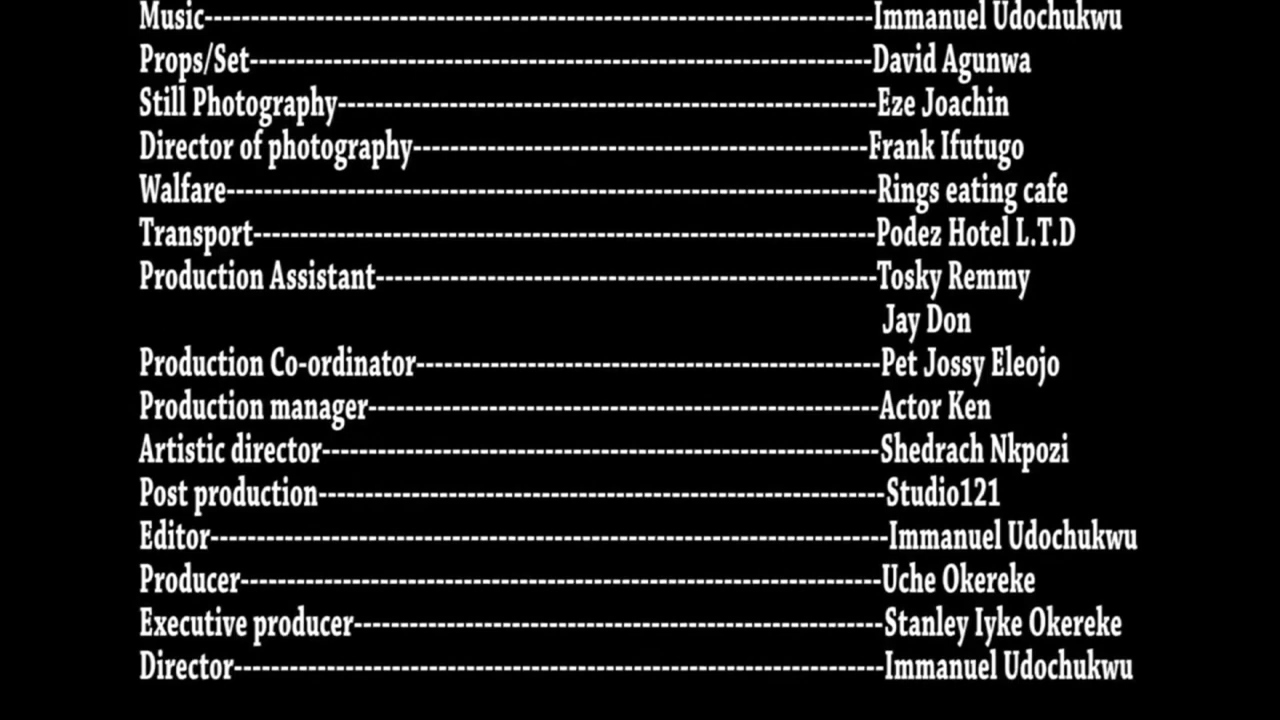 Music--------------------------------------------------------------------------Immanuel Udochukwu
Props/Set---------------------------------------------------------------------David Agunwa
Still Photography------------------------------------------------------------Eze Joachin
Director of photography---------------------------------------------------Frank Ifutugo
Walfare------------------------------------------------------------------------Rings eating cafe
Transport---------------------------------------------------------------------Podez Hotel L.T.D
Production Assistant--------------------------------------------------------Tosky Remmy
Jay Don
Production Co-ordinator----------------------------------------------------Pet Jossy Eleojo
Production manager---------------------------------------------------------Actor Ken
Artistic director--------------------------------------------------------------Shedrach Nkpozi
Post production---------------------------------------------------------------Studio121
Editor---------------------------------------------------------------------------Immanuel Udochukwu
Producer-----------------------------------------------------------------------Uche Okereke
Executive producer-----------------------------------------------------------Stanley Iyke Okereke
Director------------------------------------------------------------------------Immanuel Udochukwu